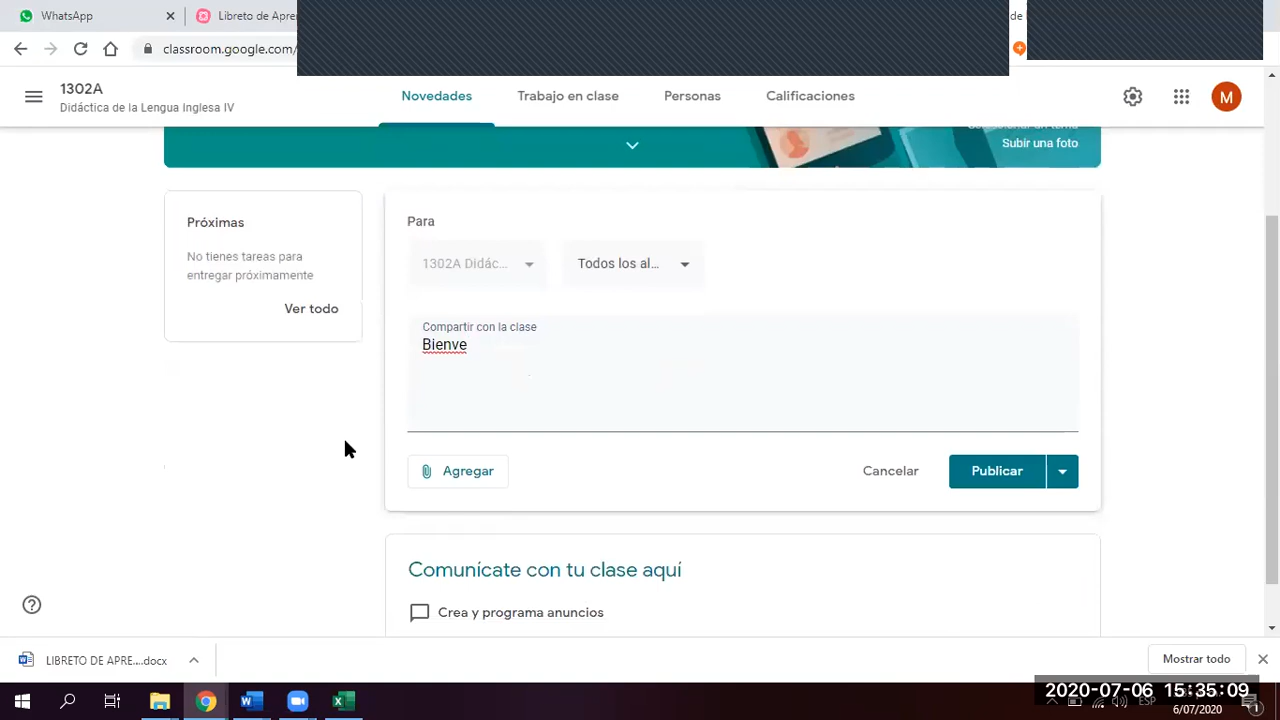 WhatsApp
Libreto de Apren
de
classroom.google.com/
1302A
Didáctica de la Lengua Inglesa IV
Novedades
Trabajo en clase
Personas
Calificaciones
M
Subir una foto
Próximas
No tienes tareas para
entregar próximamente
Ver todo
Para
1302A Didác...
Todos los al...
Compartir con la clase
Bienve
Agregar
Cancelar
Publicar
Comunícate con tu clase aquí
Crea y programa anuncios
LIBRETO DE APRE....docx
Mostrar todo
2020-07-06 15:35:09
ESP
6/07/2020